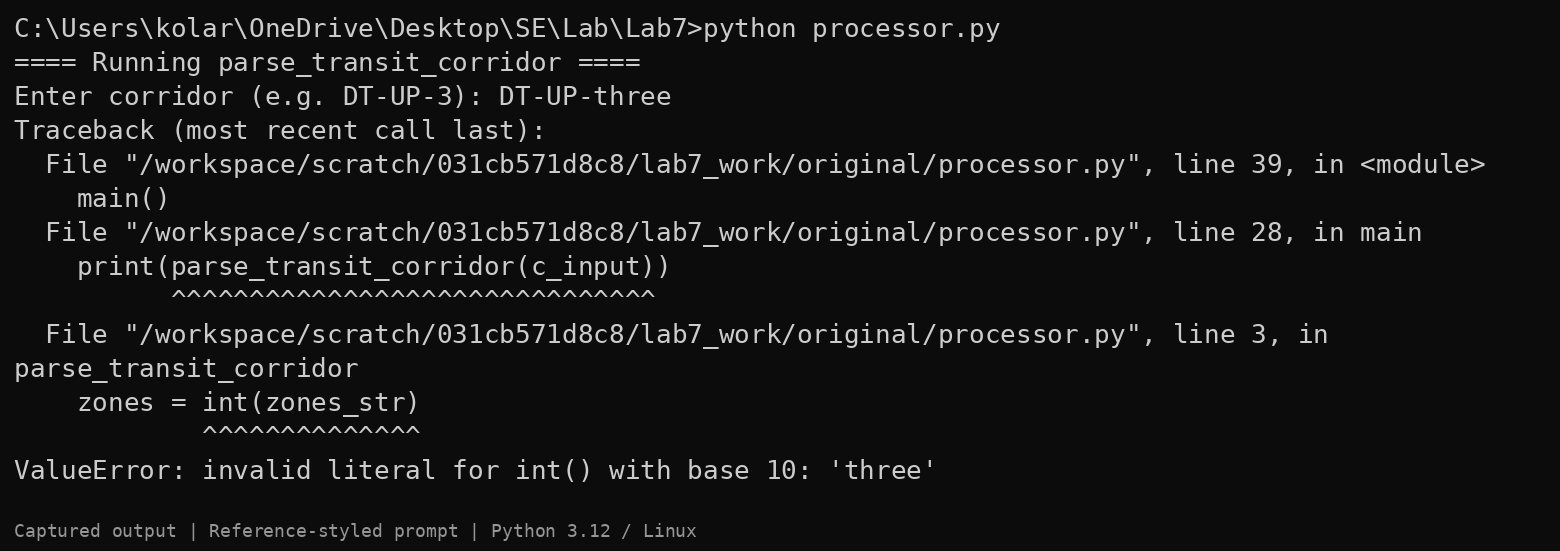 C:\Users\kolar\OneDrive\Desktop\SE\Lab\Lab7>python processor.py
==== Running parse_transit_corridor ====
Enter corridor (e.g. DT-UP-3): DT-UP-three
Traceback (most recent call last):
  File "/workspace/scratch/031cb571d8c8/lab7_work/original/processor.py", line 39, in <module>
    main()
  File "/workspace/scratch/031cb571d8c8/lab7_work/original/processor.py", line 28, in main
    print(parse_transit_corridor(c_input))
          ^^^^^^^^^^^^^^^^^^^^^^^^^^^^^^^
  File "/workspace/scratch/031cb571d8c8/lab7_work/original/processor.py", line 3, in
parse_transit_corridor
    zones = int(zones_str)
            ^^^^^^^^^^^^^^
ValueError: invalid literal for int() with base 10: 'three'
Captured output | Reference-styled prompt | Python 3.12 / Linux